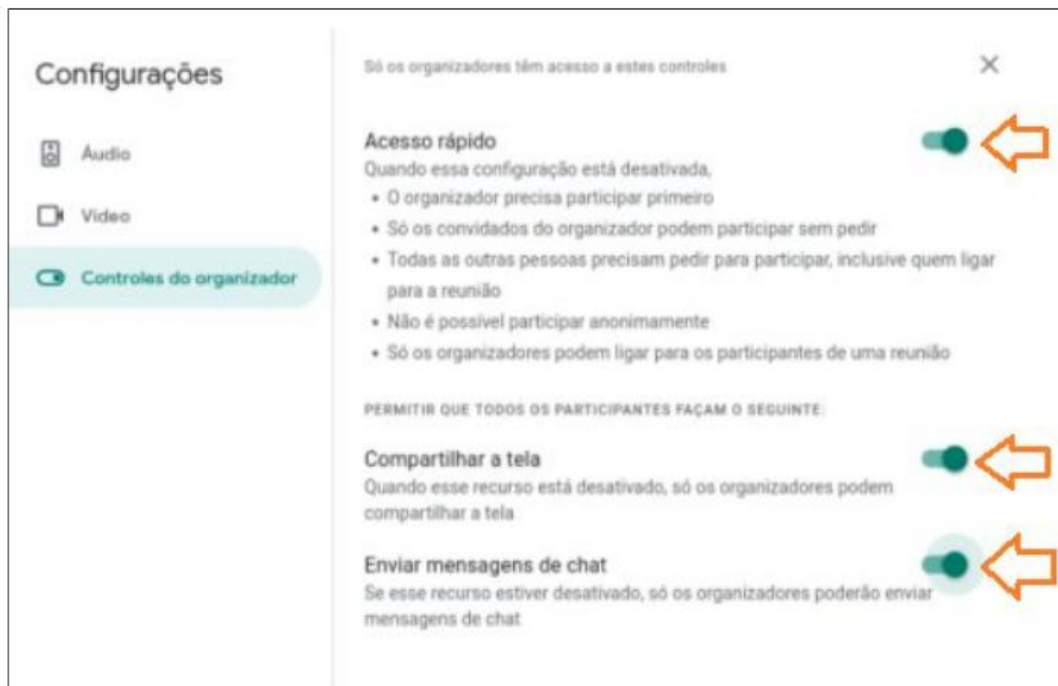 Configurações
Áudio
Vídeo
Controles do organizador
Só os organizadores têm acesso a estes controles
Acesso rápido
Quando essa configuração está desativada,
• O organizador precisa participar primeiro
• Só os convidados do organizador podem participar sem pedir
• Todas as outras pessoas precisam pedir para participar, inclusive quem ligar
para a reunião
• Não é possível participar anonimamente
• Só os organizadores podem ligar para os participantes de uma reunião
PERMITIR QUE TODOS OS PARTICIPANTES FAÇAM O SEGUINTE:
Compartilhar a tela
Quando esse recurso está desativado, só os organizadores podem
compartilhar a tela
Enviar mensagens de chat
Se esse recurso estiver desativado, só os organizadores poderão enviar
mensagens de chat